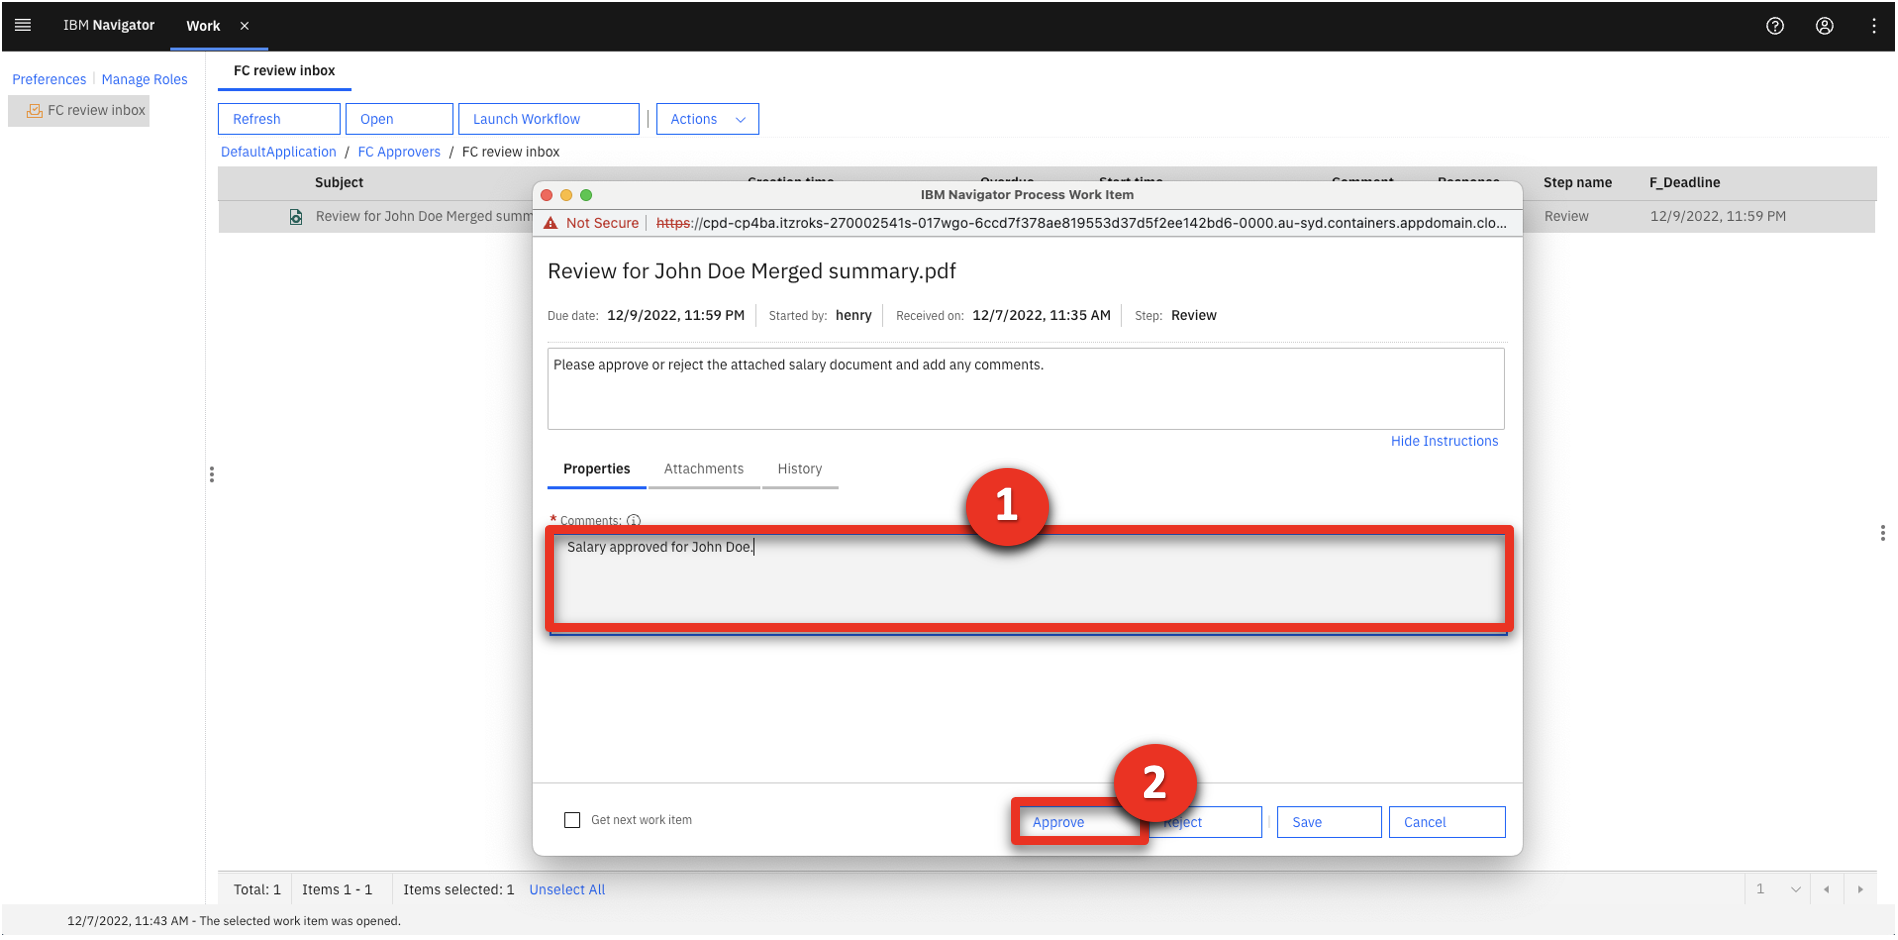 IBM Navigator
Work ×
Preferences | Manage Roles
FC review inbox
FC review inbox
Refresh
Open
Launch Workflow
Actions
DefaultApplication / FC Approvers / FC review inbox
Subject
Creation time
Overdue
Start time
Comment
Response
Step name
F_Deadline
Review for John Doe Merged summ
Review
12/9/2022, 11:59 PM
IBM Navigator Process Work Item
Not Secure | https://cpd-cp4ba.itzroks-270002541s-017wgo-6ccd7f378ae819553d37d5f2ee142bd6-0000.au-syd.containers.appdomain.clo...
Review for John Doe Merged summary.pdf
Due date: 12/9/2022, 11:59 PM
Started by: henry
Received on: 12/7/2022, 11:35 AM
Step: Review
Please approve or reject the attached salary document and add any comments.
Hide Instructions
Properties
Attachments
History
1
* Comments:
Salary approved for John Doe.
2
Get next work item
Approve
Reject
Save
Cancel
Total: 1
Items 1 - 1
Items selected: 1
Unselect All
1
12/7/2022, 11:43 AM - The selected work item was opened.